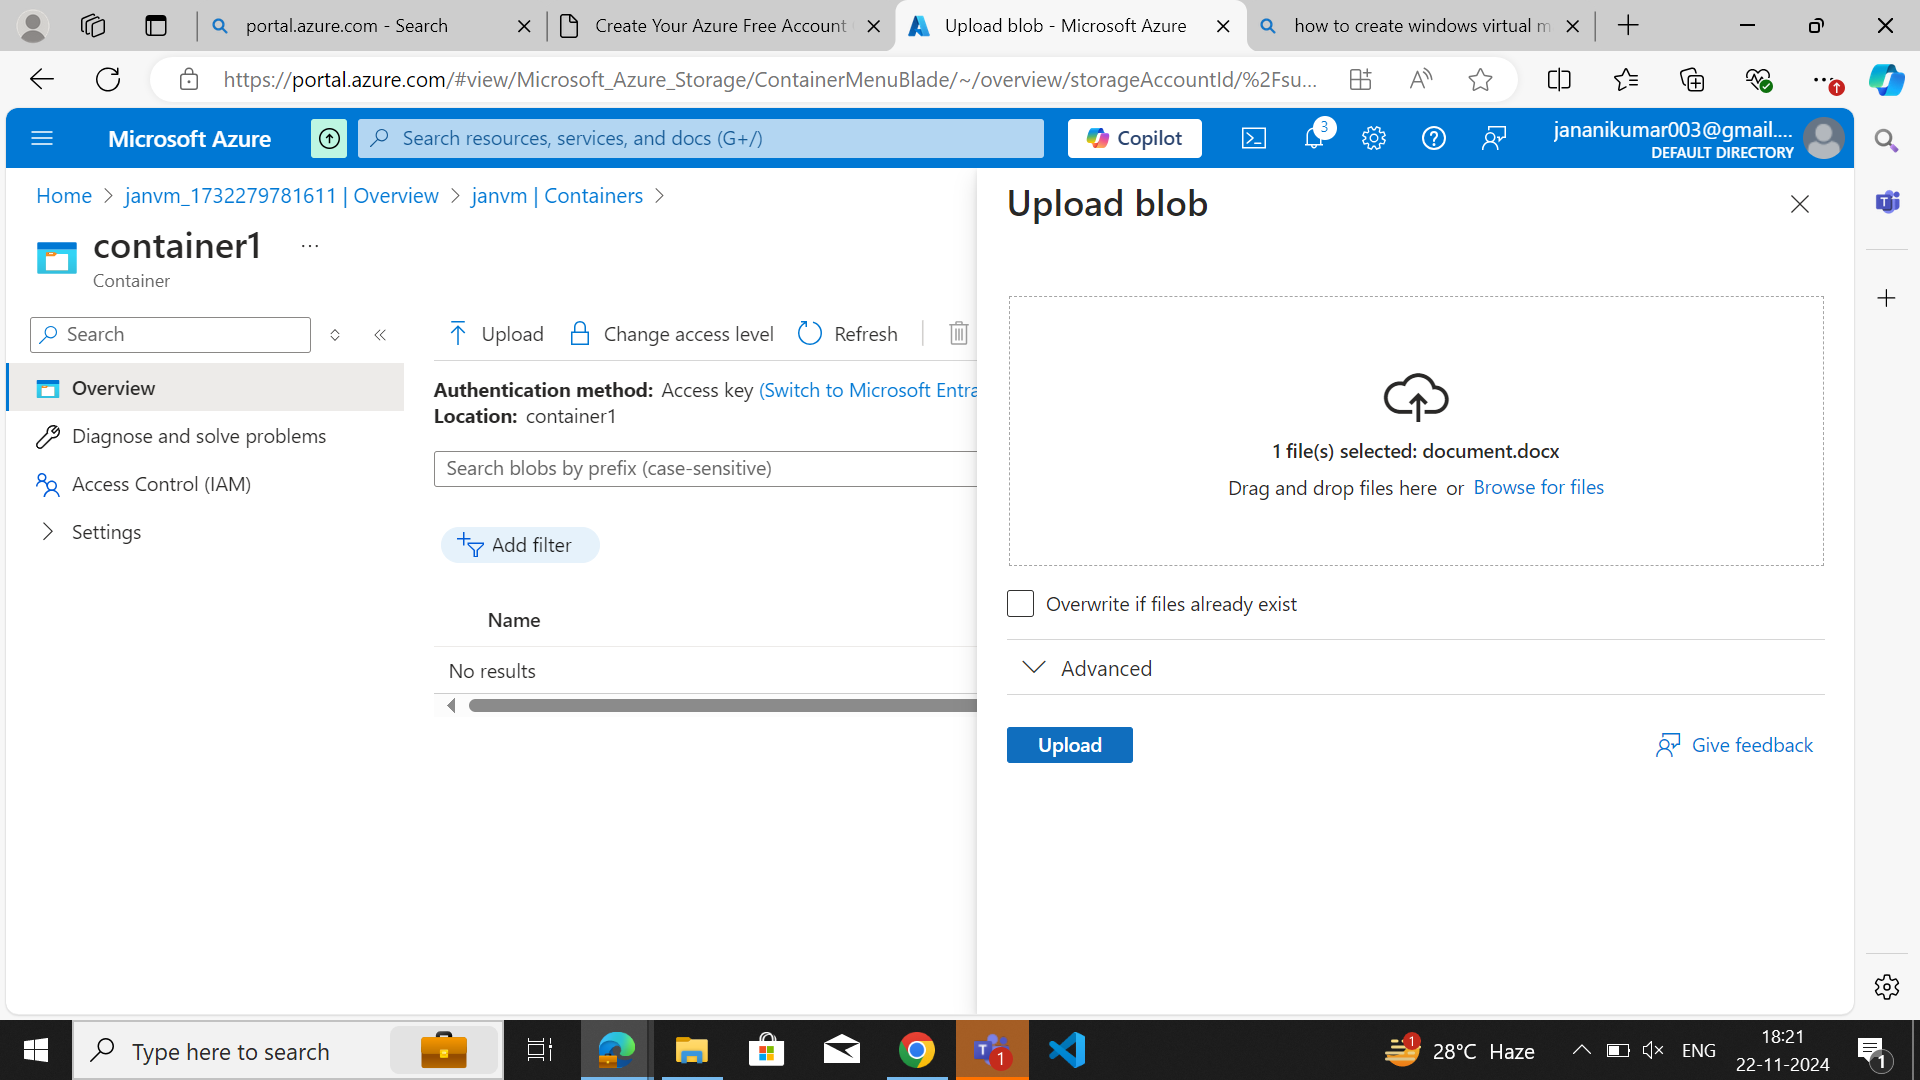 portal.azure.com - Search
Create Your Azure Free Account
Upload blob - Microsoft Azure
how to create windows virtual m
https://portal.azure.com/#view/Microsoft_Azure_Storage/ContainerMenuBlade/~/overview/storageAccountId/%2Fsu...
Microsoft Azure
Search resources, services, and docs (G+/)
Copilot
3
jananikumar003@gmail....
DEFAULT DIRECTORY
Home > janvm_1732279781611 | Overview > janvm | Containers >
container1 ...
Container
Search
Overview
Diagnose and solve problems
Access Control (IAM)
Settings
Upload
Change access level
Refresh
Authentication method: Access key (Switch to Microsoft Entra
Location: container1
Search blobs by prefix (case-sensitive)
Add filter
Name
No results
Upload blob
1 file(s) selected: document.docx
Drag and drop files here or Browse for files
Overwrite if files already exist
Advanced
Upload
Give feedback
Type here to search
1
1
28°C Haze
ENG
18:21
22-11-2024
1